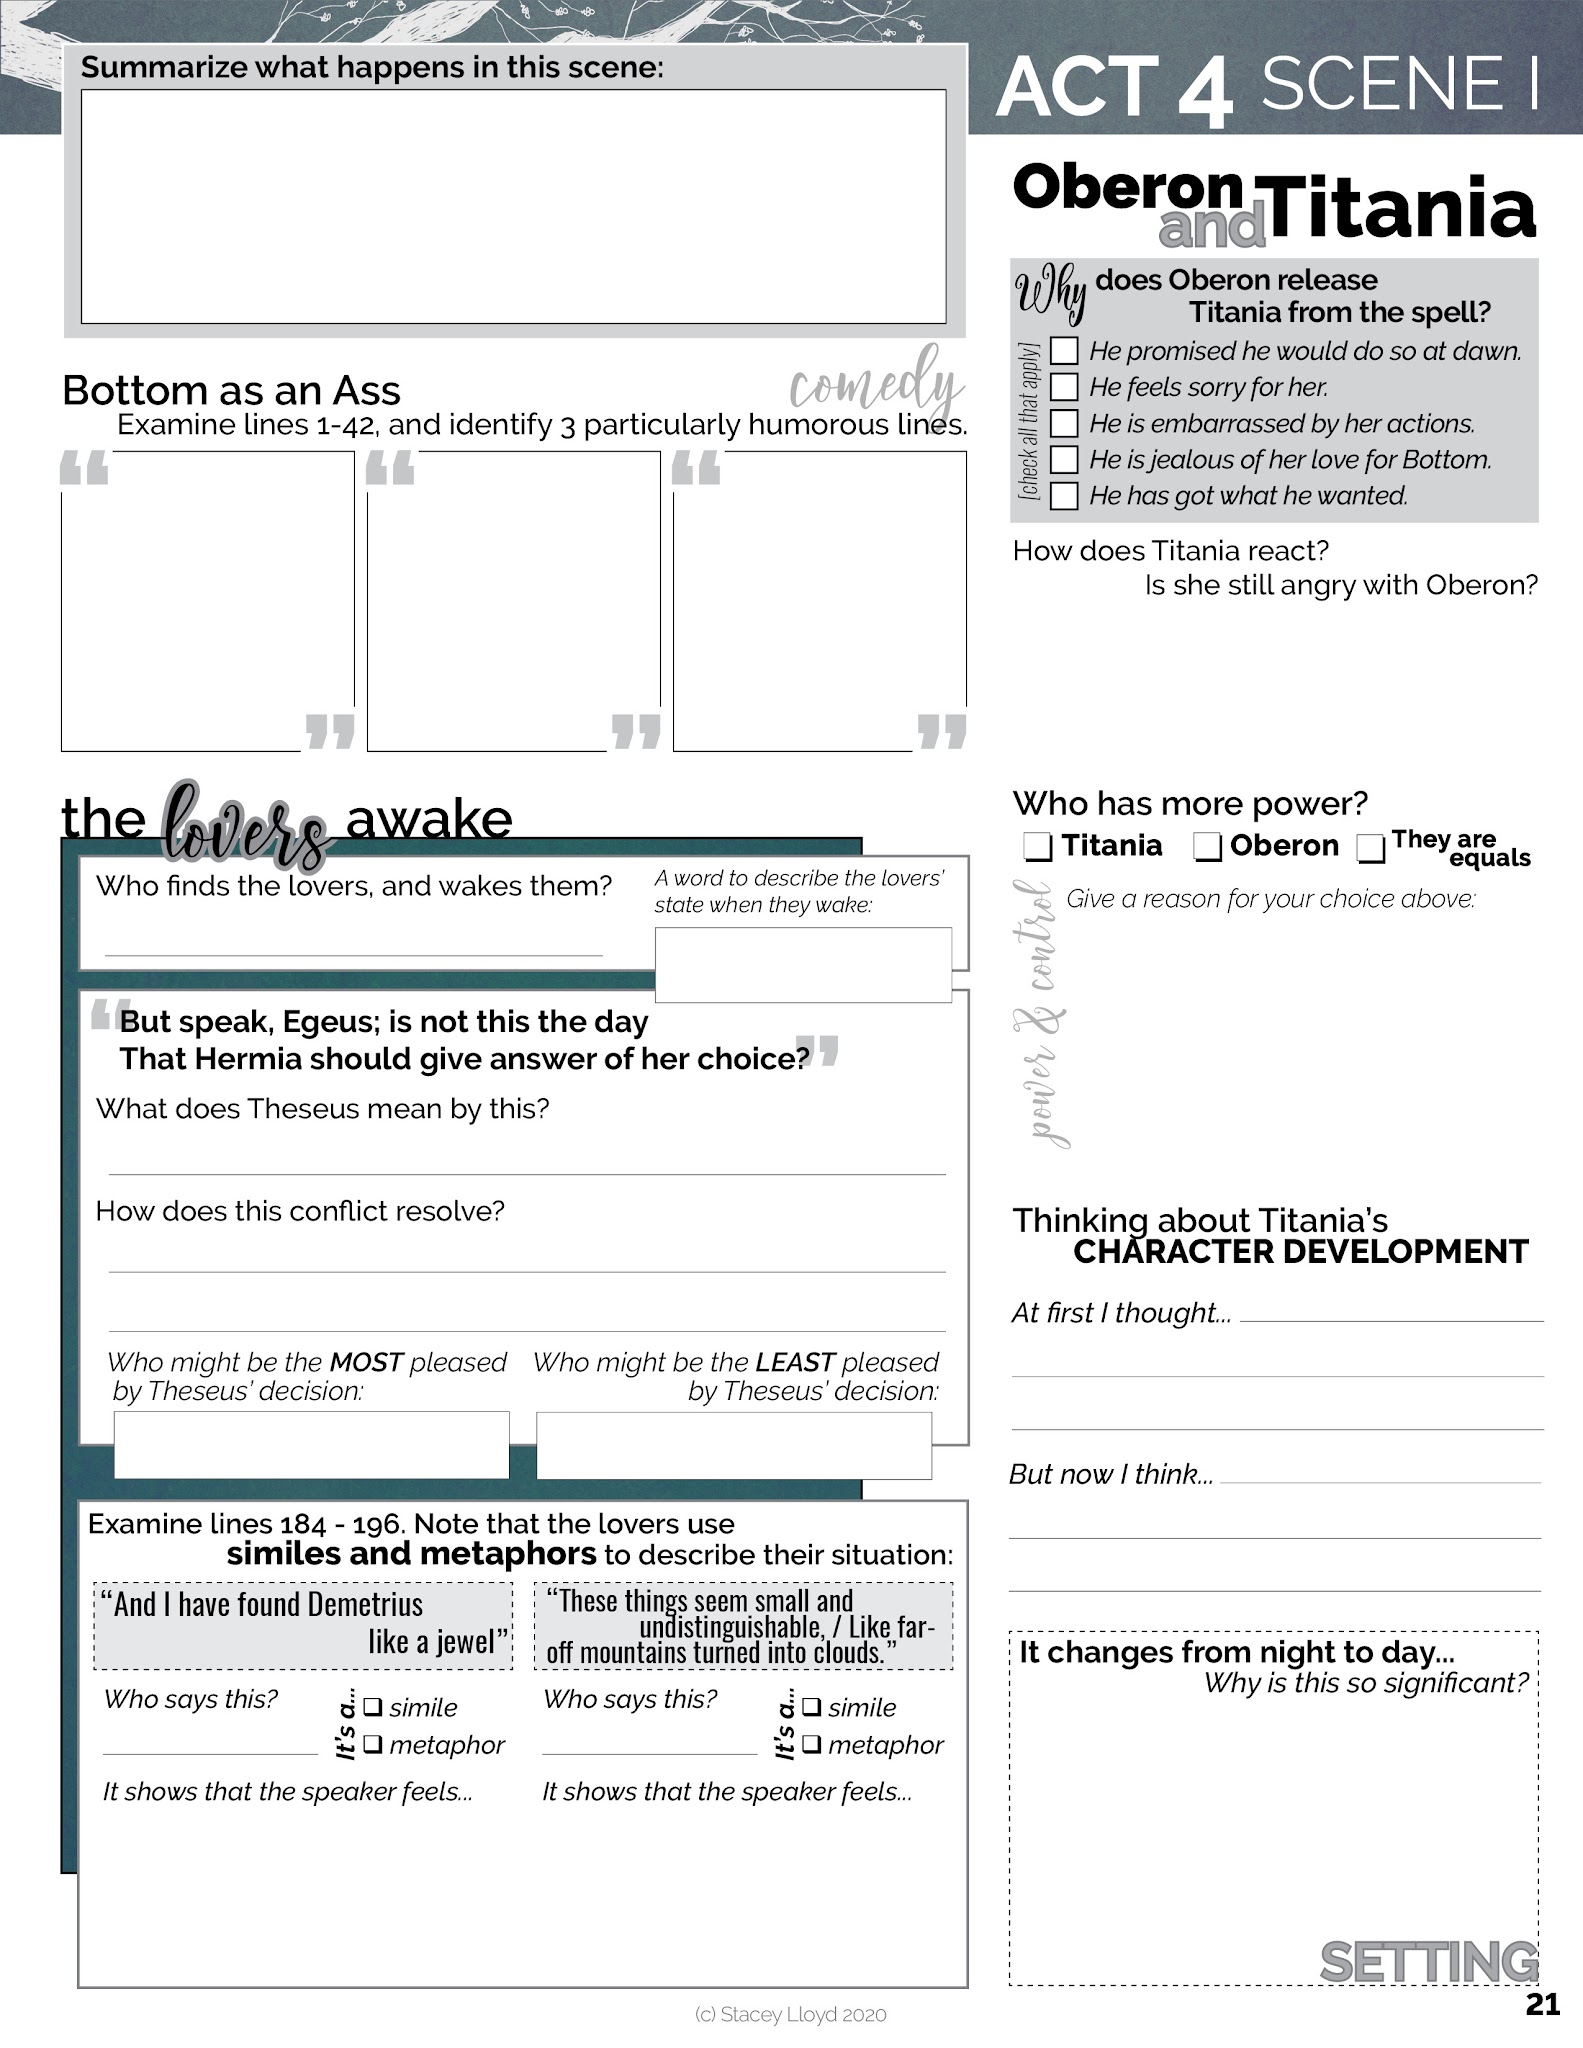 Summarize what happens in this scene:
ACT 4 SCENE I
Bottom as an Ass
comedy
Examine lines 1-42, and identify 3 particularly humorous lines.
“ ”
“ ”
“ ”
the lovers awake
Who finds the lovers, and wakes them?
A word to describe the lovers’
state when they wake:
“But speak, Egeus; is not this the day
That Hermia should give answer of her choice?”
What does Theseus mean by this?
How does this conflict resolve?
Who might be the MOST pleased
by Theseus’ decision:
Who might be the LEAST pleased
by Theseus’ decision:
Examine lines 184 - 196. Note that the lovers use
similes and metaphors to describe their situation:
“And I have found Demetrius
like a jewel”
Who says this?
It’s a...
❏ simile
❏ metaphor
It shows that the speaker feels...
“These things seem small and
undistinguishable, / Like far-
off mountains turned into clouds.”
Who says this?
It’s a...
❏ simile
❏ metaphor
It shows that the speaker feels...
Oberon
and Titania
Why does Oberon release
Titania from the spell?
[check all that apply]
He promised he would do so at dawn.
He feels sorry for her.
He is embarrassed by her actions.
He is jealous of her love for Bottom.
He has got what he wanted.
How does Titania react?
Is she still angry with Oberon?
Who has more power?
❏ Titania ❏ Oberon ❏ They are
equals
power & control
Give a reason for your choice above:
Thinking about Titania’s
CHARACTER DEVELOPMENT
At first I thought...
But now I think...
It changes from night to day...
Why is this so significant?
SETTING
(c) Stacey Lloyd 2020
21